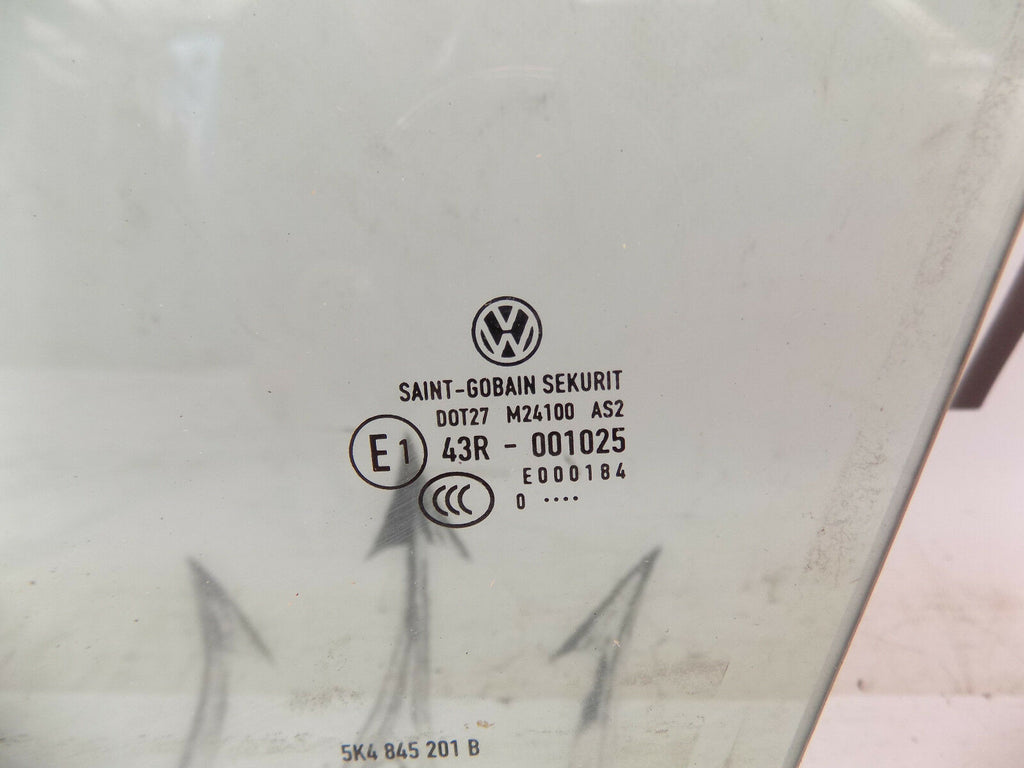 SAINT-GOBAIN SEKURIT
DOT27 M24100 AS2
E1 43R - 001025
E000184
CCC 0 ····
5K4 845 201 B